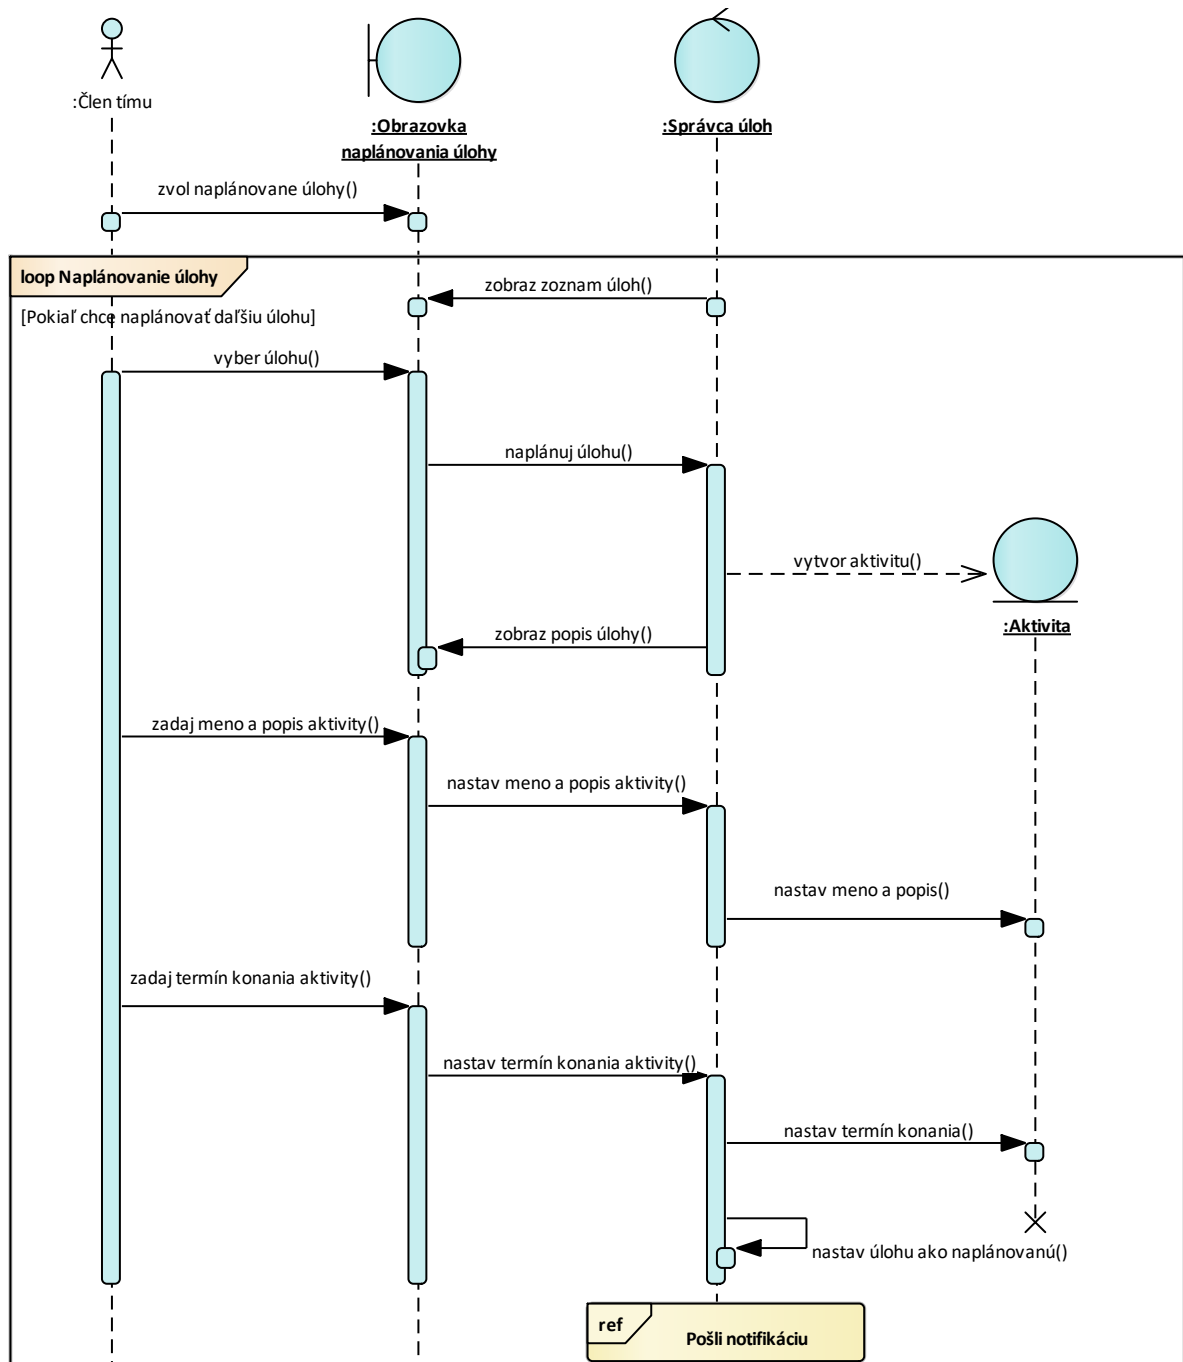 :Člen tímu
:Obrazovka
naplánovania úlohy
:Správca úloh
zvol naplánovane úlohy()
loop Naplánovanie úlohy
[Pokiaľ chce naplánovať daľšiu úlohu]
zobraz zoznam úloh()
vyber úlohu()
naplánuj úlohu()
vytvor aktivitu()
:Aktivita
zobraz popis úlohy()
zadaj meno a popis aktivity()
nastav meno a popis aktivity()
nastav meno a popis()
zadaj termín konania aktivity()
nastav termín konania aktivity()
nastav termín konania()
nastav úlohu ako naplánovanú()
ref
Pošli notifikáciu